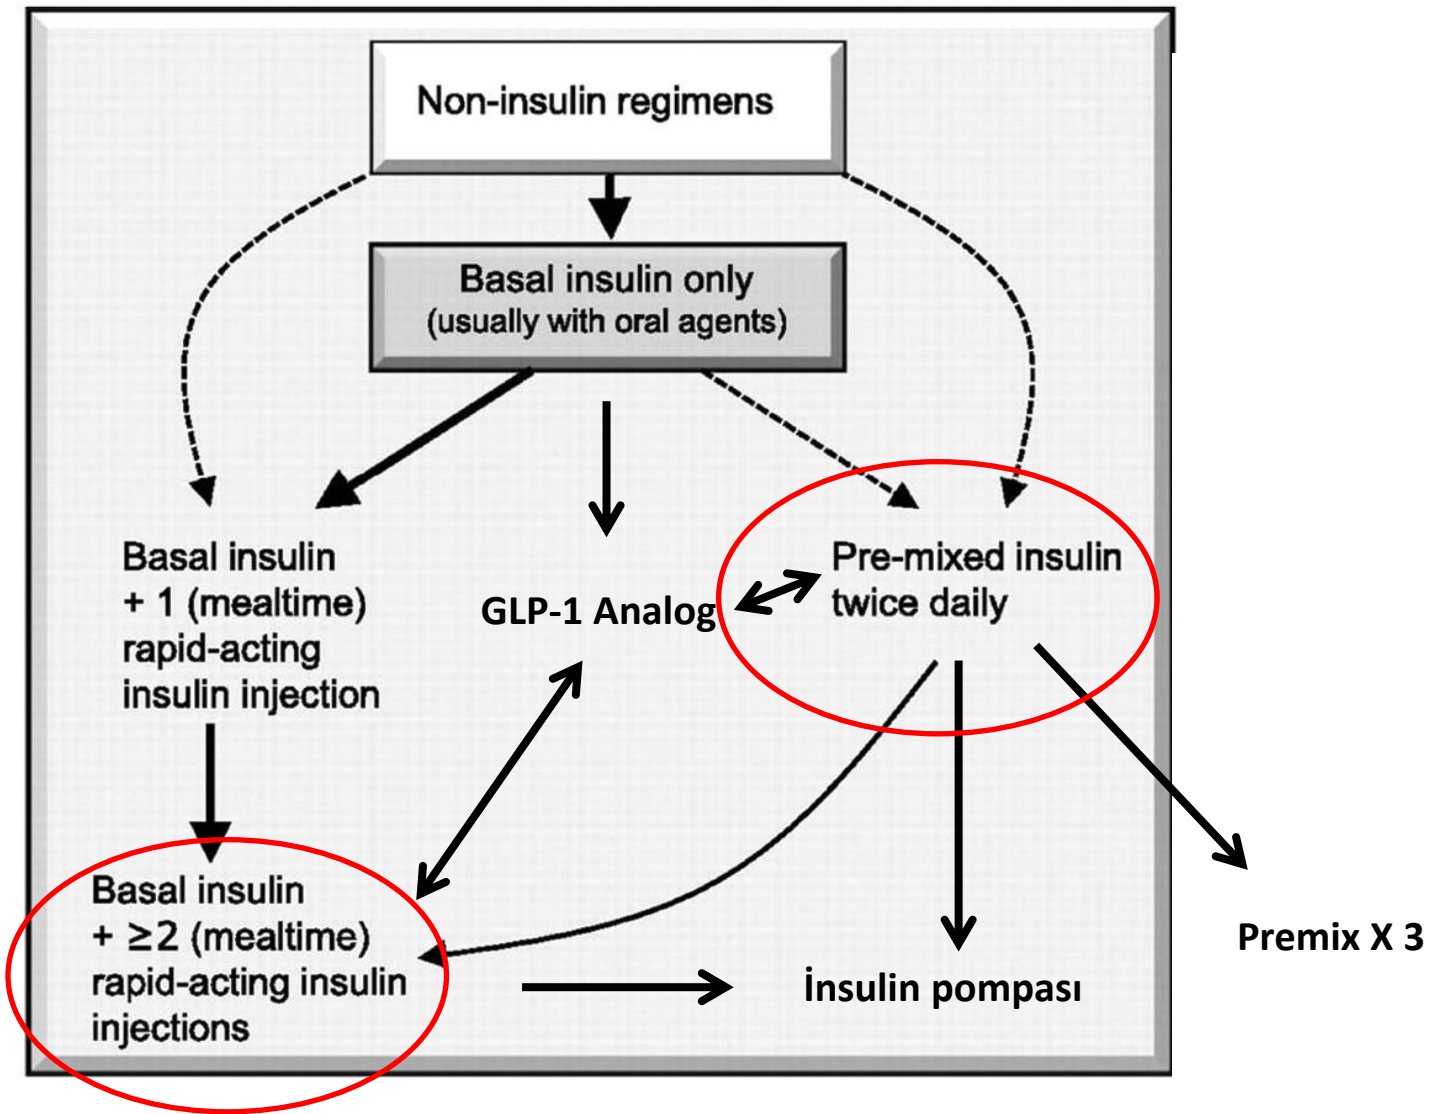 Non-insulin regimens
Basal insulin only
(usually with oral agents)
Basal insulin
+ 1 (mealtime)
rapid-acting
insulin injection
GLP-1 Analog
Pre-mixed insulin
twice daily
Basal insulin
+ ≥2 (mealtime)
rapid-acting insulin
injections
İnsulin pompası
Premix X 3